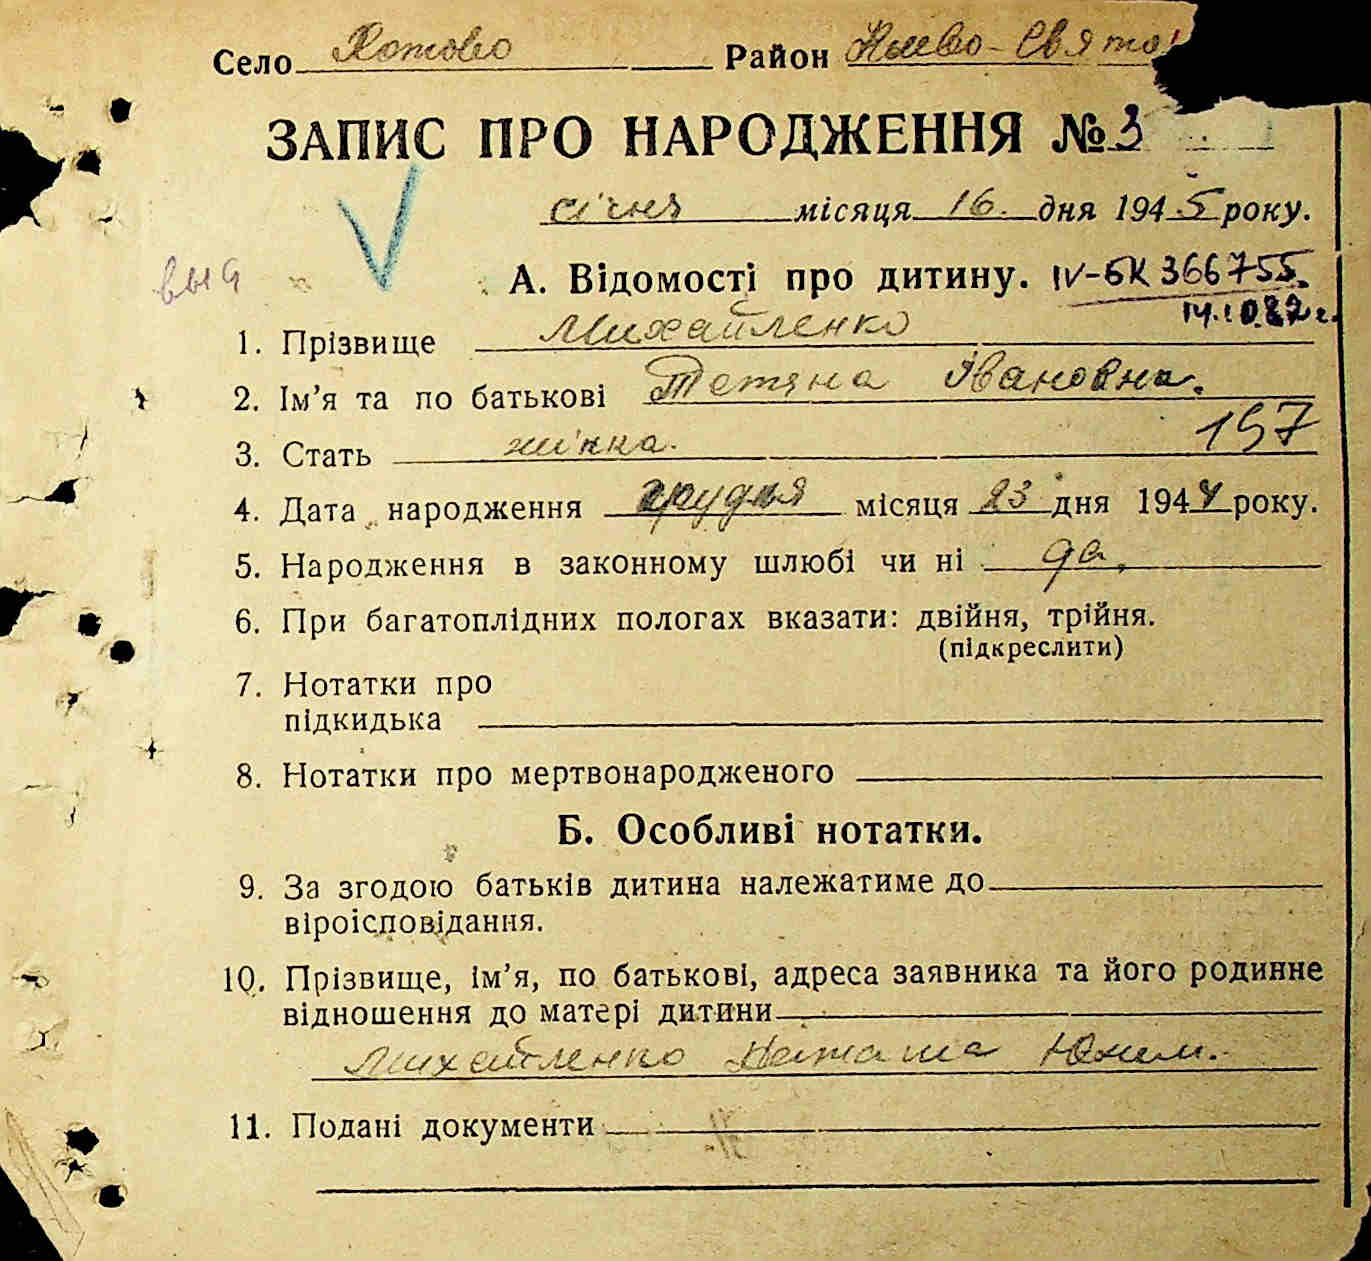 Село Хотово Район Києво-Свято
ЗАПИС ПРО НАРОДЖЕННЯ № 3
січня місяця 16 дня 1945 року.
А. Відомості про дитину. IV-БК 366755.
14.10.82 г.
1. Прізвище Михайленко
2. Ім’я та по батькові Тетяна Івановна.
197
3. Стать жінка.
4. Дата народження грудня місяця 23 дня 1944 року.
5. Народження в законному шлюбі чи ні да,
6. При багатоплідних пологах вказати: двійня, трійня.
(підкреслити)
7. Нотатки про
підкидька
8. Нотатки про мертвонародженого
Б. Особливі нотатки.
9. За згодою батьків дитина належатиме до
віроісповідання.
10. Прізвище, ім’я, по батькові, адреса заявника та його родинне
відношення до матері дитини
Михайленко Наташа Юхим.
11. Подані документи